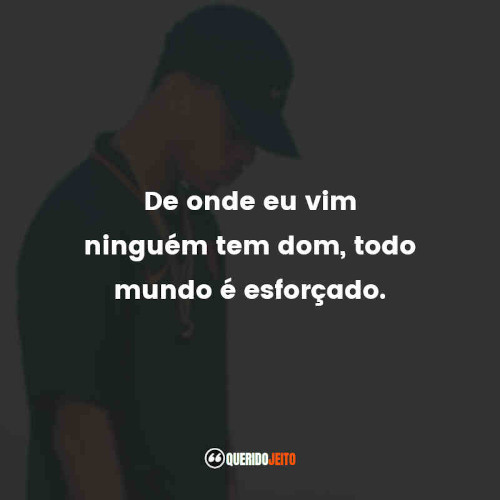 De onde eu vim
ninguém tem dom, todo
mundo é esforçado.
QUERIDOJEITO